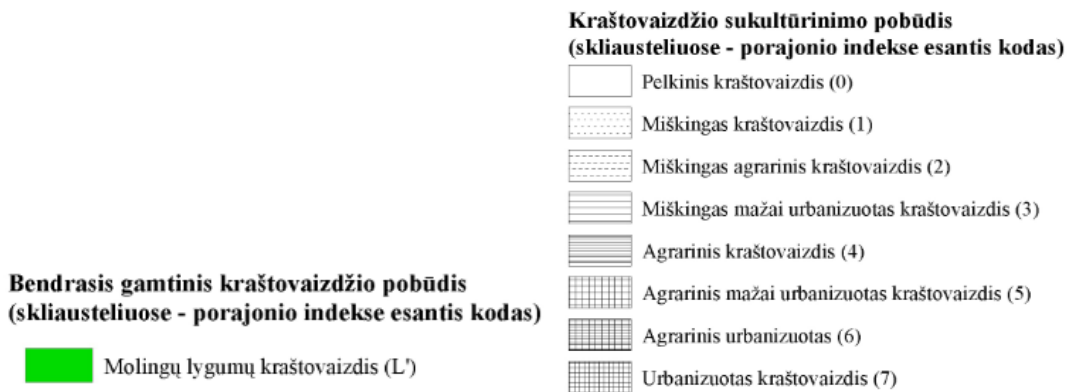 Kraštovaizdžio sukultūrinimo pobūdis
(skliausteliuose - porajonio indekse esantis kodas)
Pelkinis kraštovaizdis (0)
Miškingas kraštovaizdis (1)
Miškingas agrarinis kraštovaizdis (2)
Miškingas mažai urbanizuotas kraštovaizdis (3)
Agrarinis kraštovaizdis (4)
Agrarinis mažai urbanizuotas kraštovaizdis (5)
Agrarinis urbanizuotas (6)
Urbanizuotas kraštovaizdis (7)
Bendrasis gamtinis kraštovaizdžio pobūdis
(skliausteliuose - porajonio indekse esantis kodas)
Molingų lygumų kraštovaizdis (L')